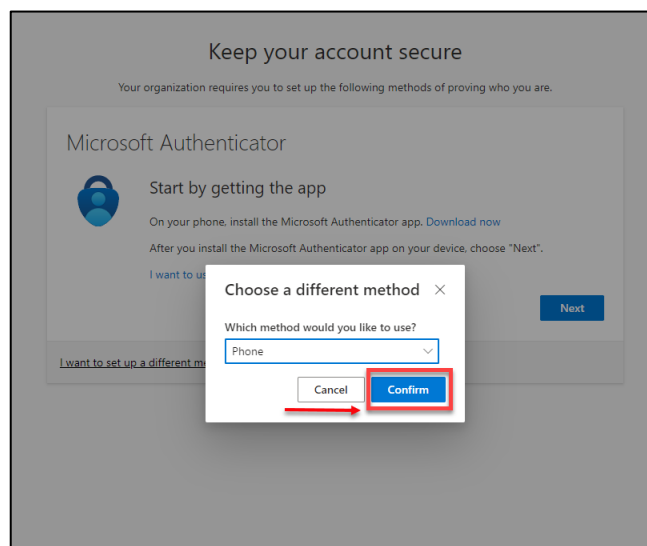 Keep your account secure
Your organization requires you to set up the following methods of proving who you are.
Microsoft Authenticator
Start by getting the app
On your phone, install the Microsoft Authenticator app. Download now
After you install the Microsoft Authenticator app on your device, choose "Next".
I want to us
Choose a different method
Which method would you like to use?
Phone
Next
I want to set up a different me
Cancel
Confirm